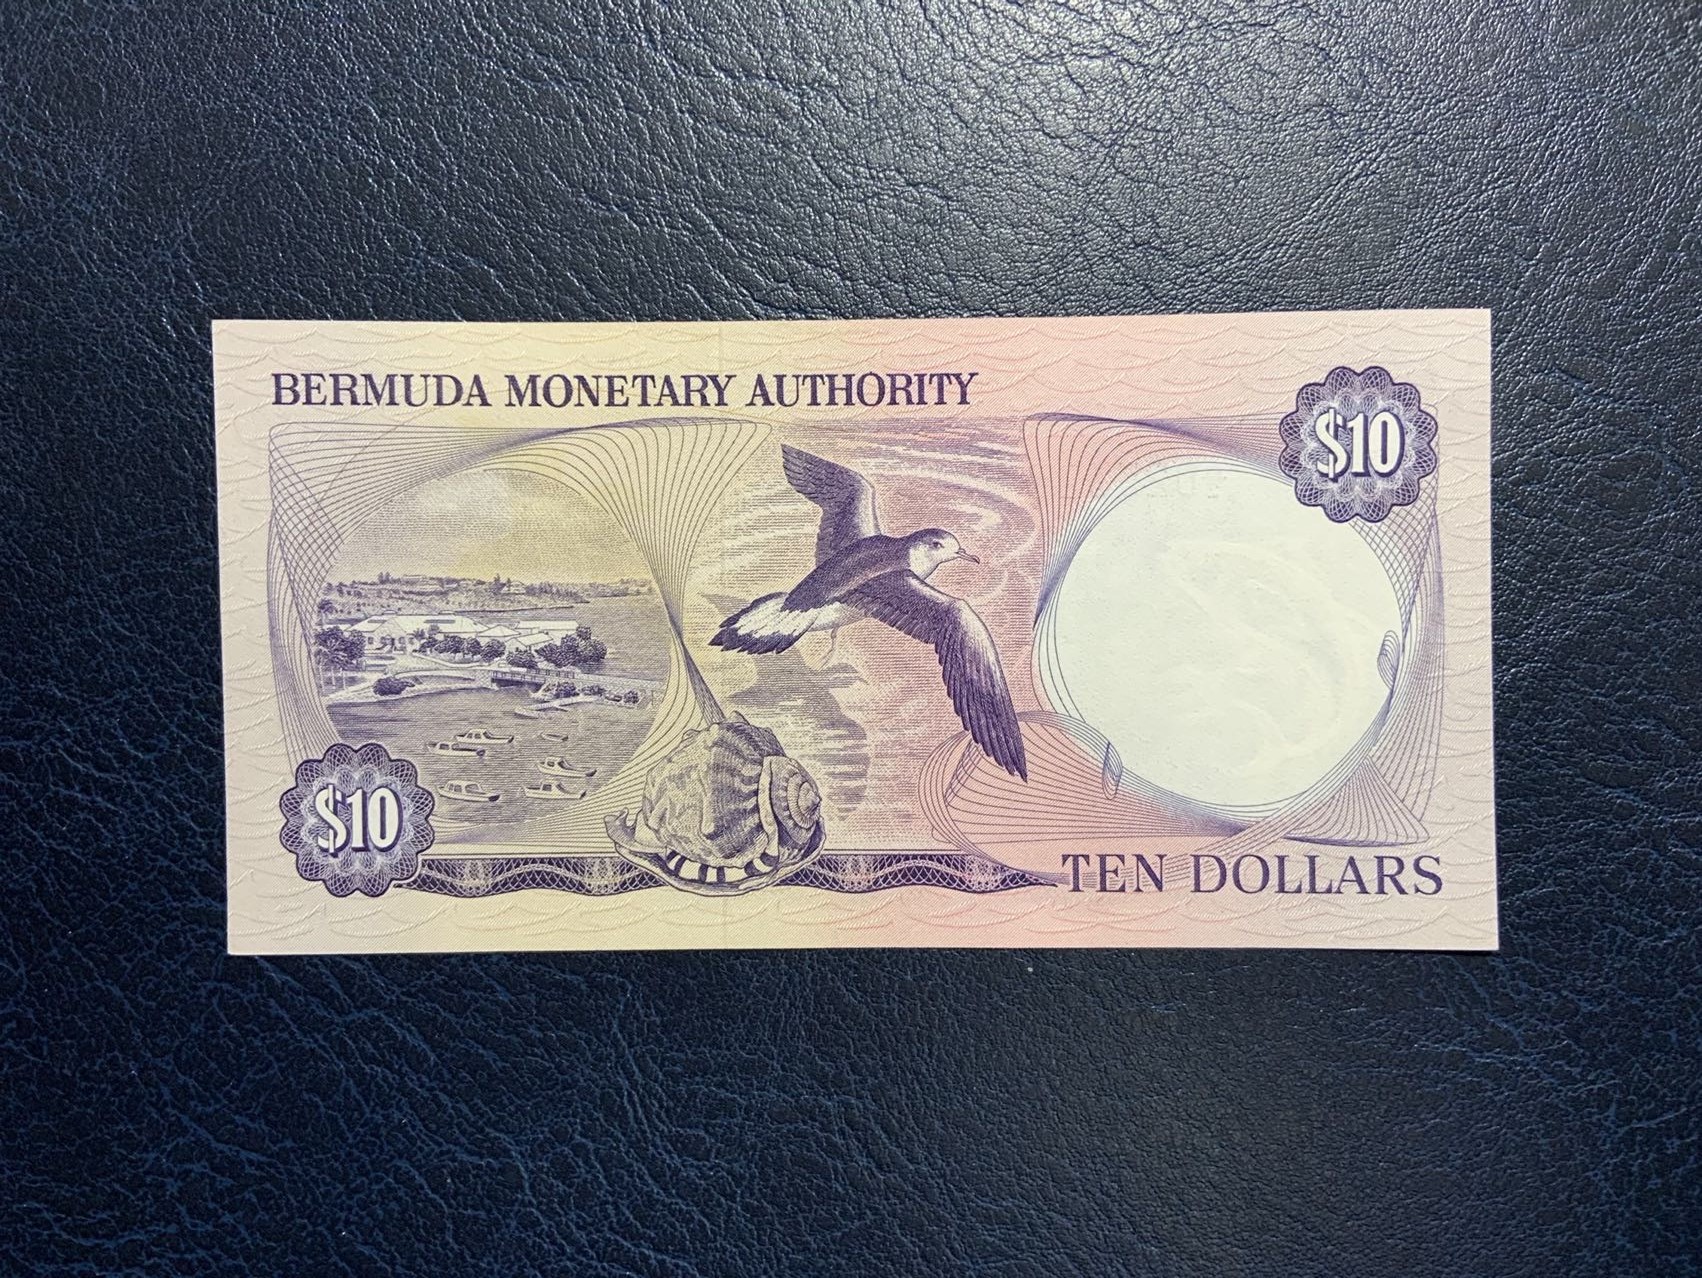 BERMUDA MONETARY AUTHORITY
$10
$10
TEN DOLLARS